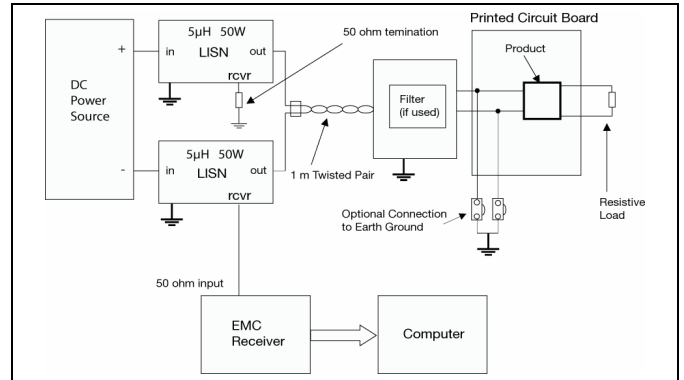 Printed Circuit Board
5µH 50W
in
out
LISN
rcvr
50 ohm temination
Product
+
DC
Power
Source
Filter
(if used)
5µH 50W
-
in
out
LISN
rcvr
1 m Twisted Pair
Optional Connection
to Earth Ground
Resistive
Load
50 ohm input
EMC
Receiver
Computer